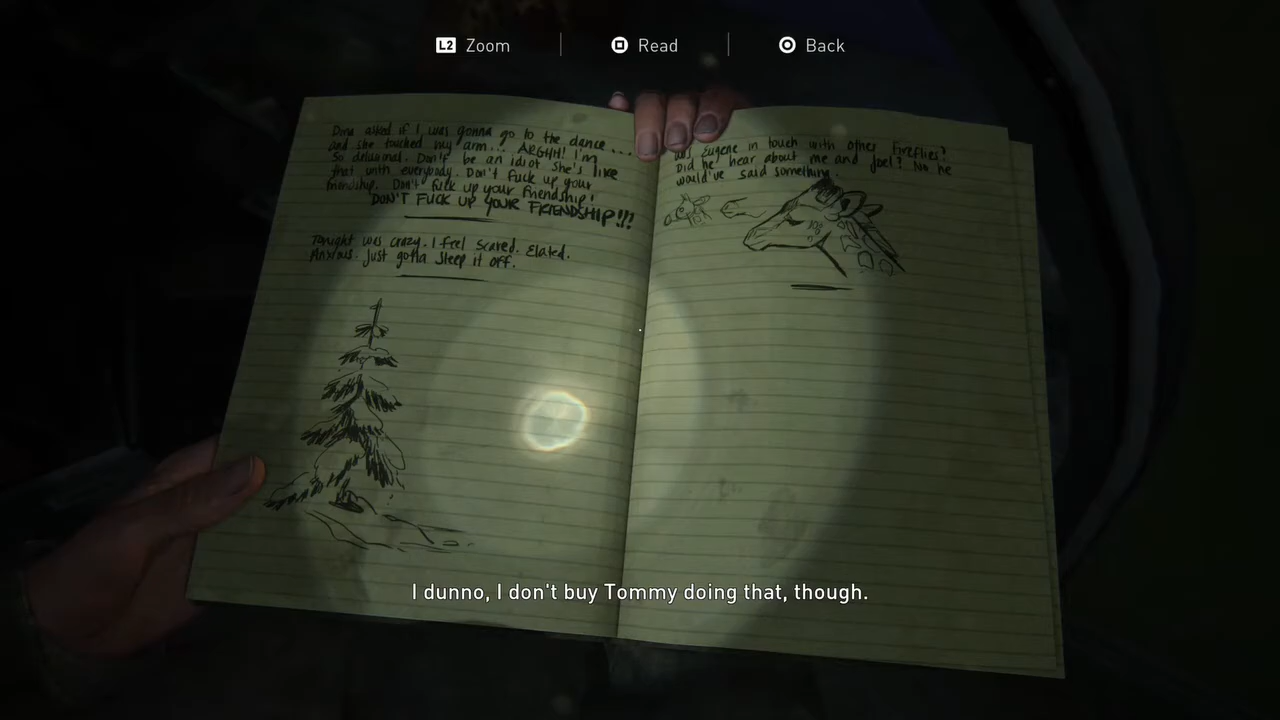 L2 Zoom
Read
Back
Dina asked if I was gonna go to the dance ...
and she touched my arm... ARGHH! I'm
so delusional. Don't be an idiot she's like
that with everybody. Don't fuck up your
friendship. Don't fuck up your friendship!
DON'T FUCK UP YOUR FRIENDSHIP!!!
Tonight was crazy. I feel scared. Elated.
Anxious. Just gotta sleep it off.
Was Eugene in touch with other Fireflies?
Did he hear about me and Joel? No he
would've said something.
I dunno, I don't buy Tommy doing that, though.